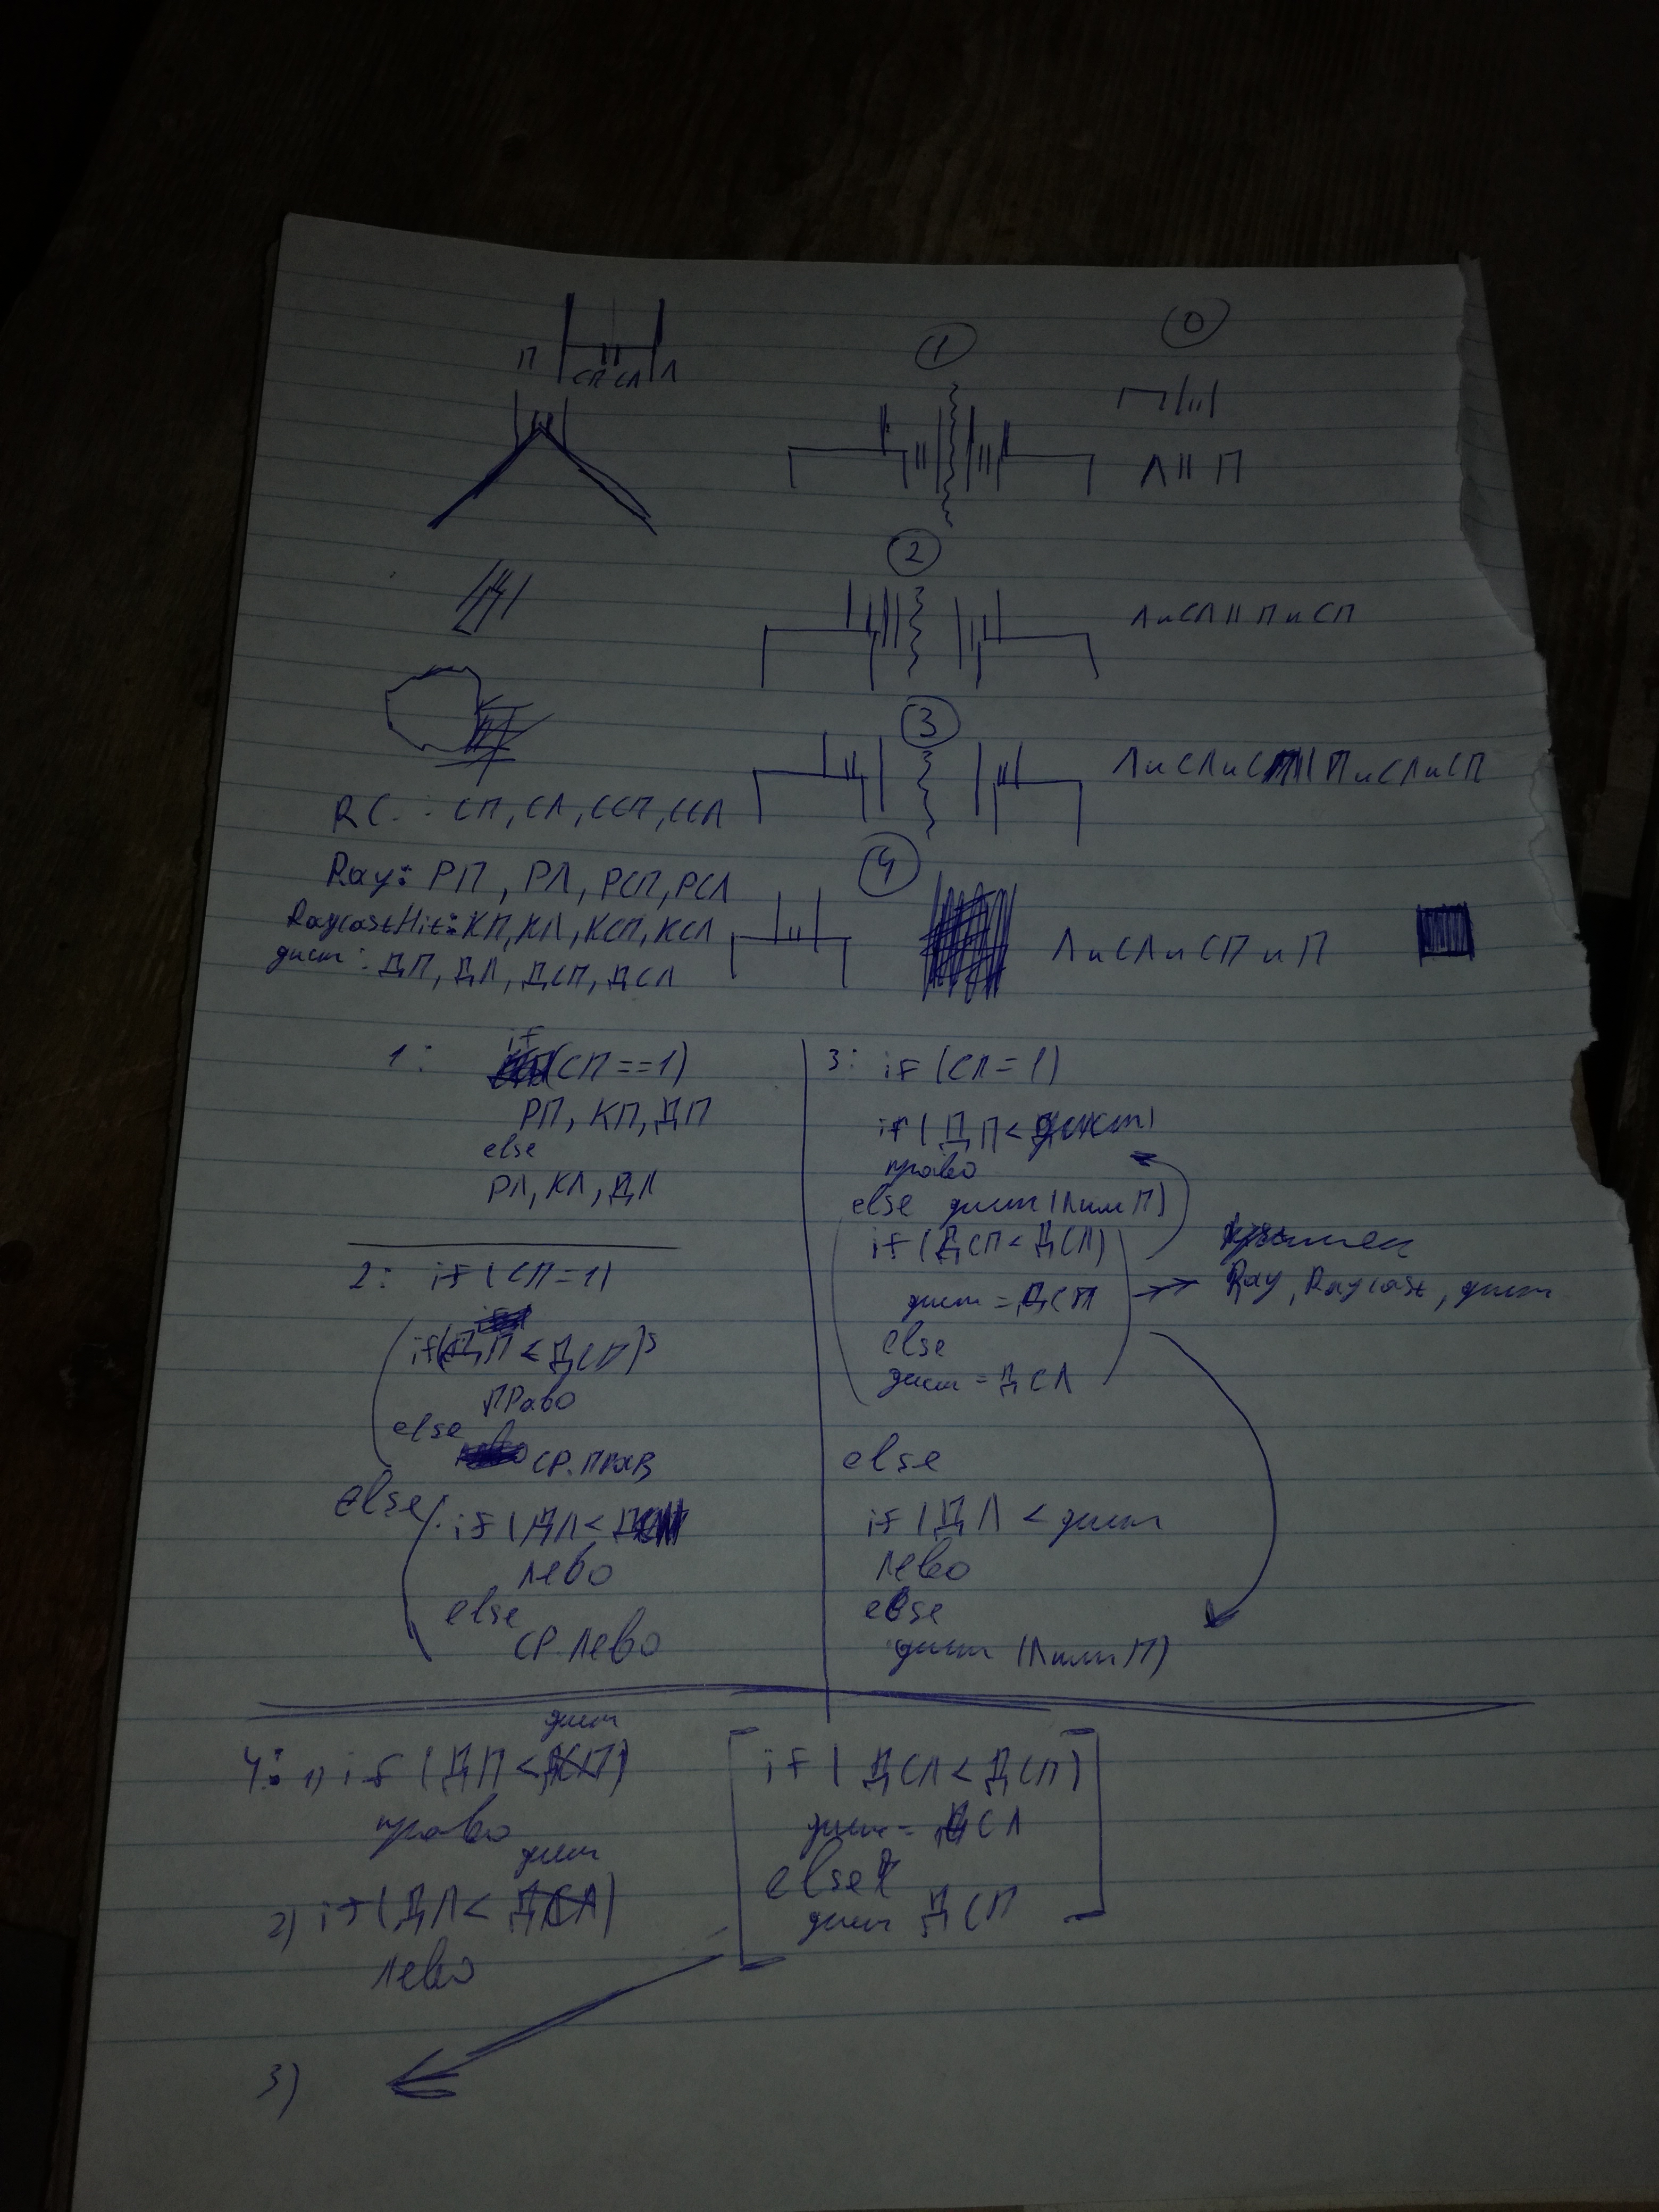 П СП СЛ Л
1
0
Л || П
2
Л и СЛ || П и СП
3
Л и СЛ и СП || П и СЛ и СП
RC: СП, СЛ, ССП, ССЛ
4
Ray: РП, РЛ, РСП, РСЛ
RaycastHit: КП, КЛ, КСП, КСЛ
Л и СЛ и СП и П
дист: ДП, ДЛ, ДСП, ДСЛ
1: if
(СП==1)
РП, КП, ДП
else
РЛ, КЛ, ДЛ
2: if (СП=1)
if(ДП < ДСП)
Право
else
СР. ПРАВ
else
if (ДЛ <
лево
else
СР. лево
3: if (СЛ=1)
if (ДП < дист)
право
else дист (Л или П)
if (ДСП < ДСЛ)
дист = ДСП
Ray, Raycast, дист
else
дист = ДСЛ
else
if (ДЛ < дист
лево
else
дист (Л или П)
дист
4: 1) if (ДП < ДСП)
право
дист
2) if (ДЛ < ДСЛ)
лево
3)
if (ДСЛ < ДСП)
дист = ДСЛ
else
дист ДСП